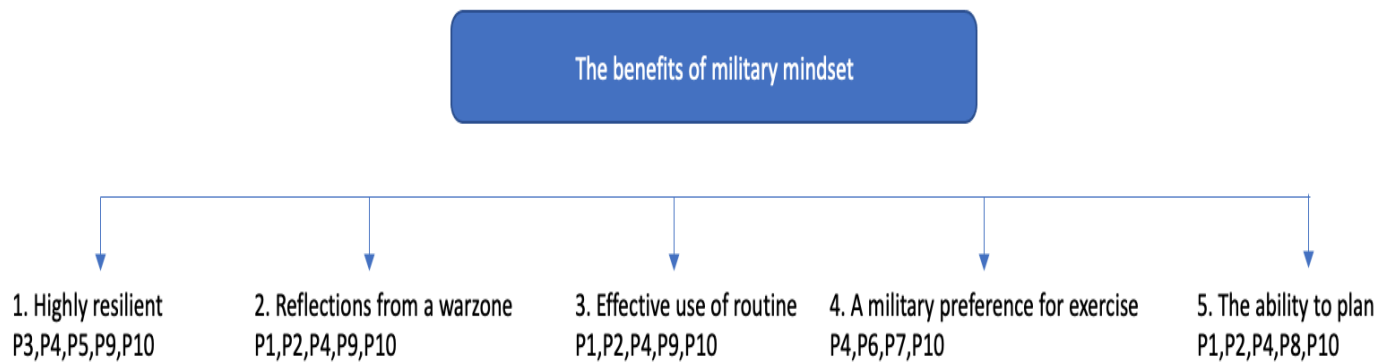 The benefits of military mindset
1. Highly resilient
P3,P4,P5,P9,P10
2. Reflections from a warzone
P1,P2,P4,P9,P10
3. Effective use of routine
P1,P2,P4,P9,P10
4. A military preference for exercise
P4,P6,P7,P10
5. The ability to plan
P1,P2,P4,P8,P10